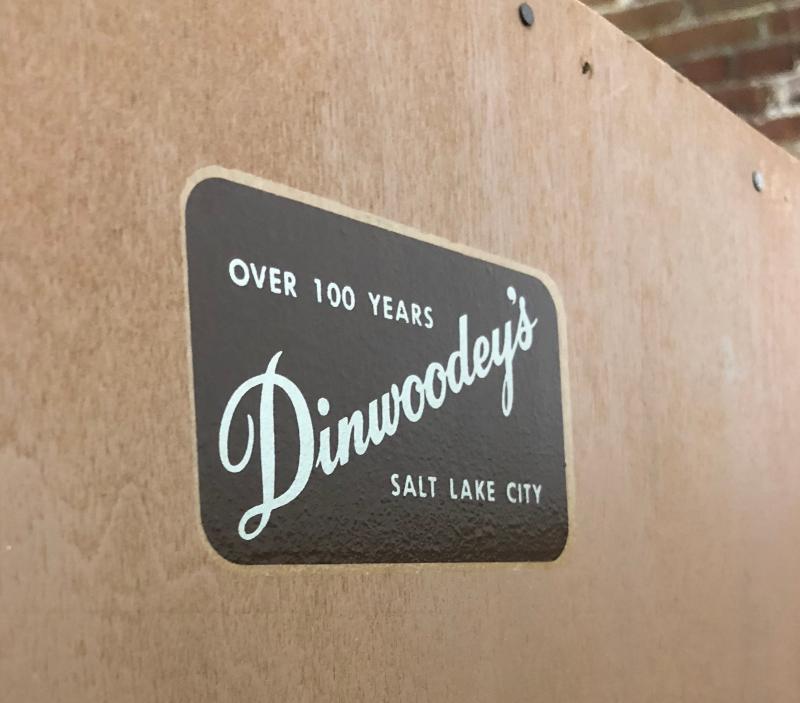 OVER 100 YEARS
Dinwoodey's
SALT LAKE CITY